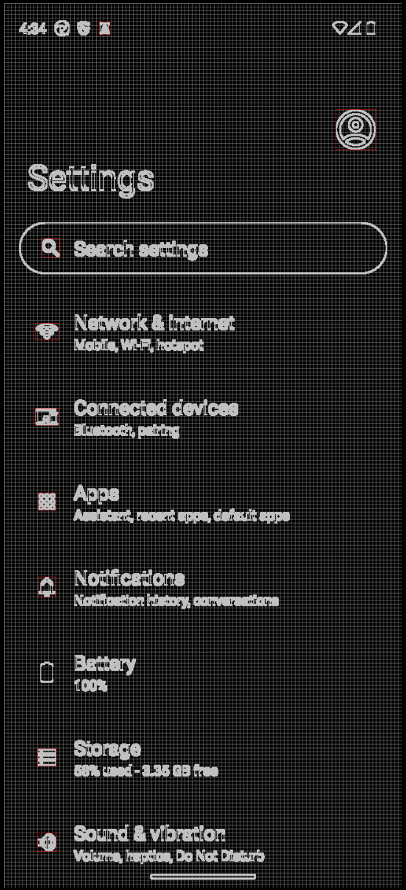 4:34
Settings
Search settings
Network & internet
Mobile, Wi-Fi, hotspot
Connected devices
Bluetooth, pairing
Apps
Assistant, recent apps, default apps
Notifications
Notification history, conversations
Battery
100%
Storage
used - 3.35 GB free
Sound & vibration
Volume, haptics, Do Not Disturb